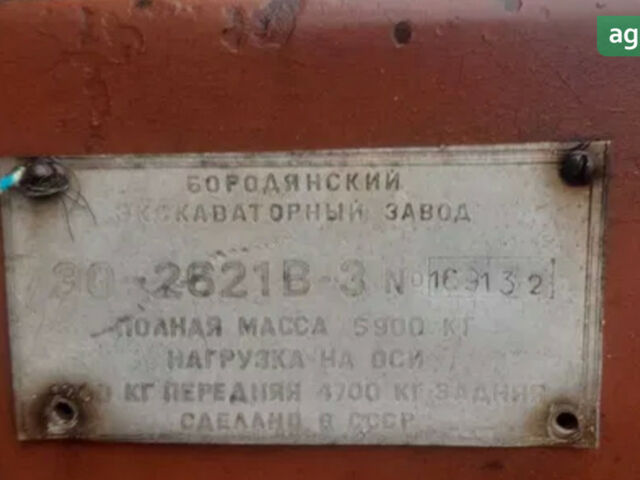 ag
БОРОДЯНСКИЙ
ЭКСКАВАТОРНЫЙ ЗАВОД
ЭО-2621В-3 № 169132
ПОЛНАЯ МАССА 5900 КГ
НАГРУЗКА НА ОСИ
КГ ПЕРЕДНЯЯ 4700 КГ ЗАДНЯЯ
СДЕЛАНО В СССР